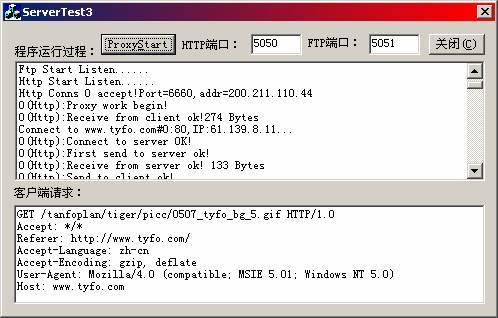 ServerTest3
程序运行过程： ProxyStart HTTP端口： 5050 FTP端口： 5051 关闭(C)
Ftp Start Listen......
Http Start Listen......
Http Conns 0 accept!Port=6660,addr=200.211.110.44
0(Http):Proxy work begin!
0(Http):Receive from client ok!274 Bytes
Connect to www.tyfo.com#0:80,IP:61.139.8.11...
0(Http):Connect to server OK!
0(Http):First send to server ok!
0(Http):Receive from server ok! 133 Bytes
0(Http):Send to client ok!
客户端请求：
GET /tanfoplan/tiger/picc/0507_tyfo_bg_5.gif HTTP/1.0
Accept: */*
Referer: http://www.tyfo.com/
Accept-Language: zh-cn
Accept-Encoding: gzip, deflate
User-Agent: Mozilla/4.0 (compatible; MSIE 5.01; Windows NT 5.0)
Host: www.tyfo.com